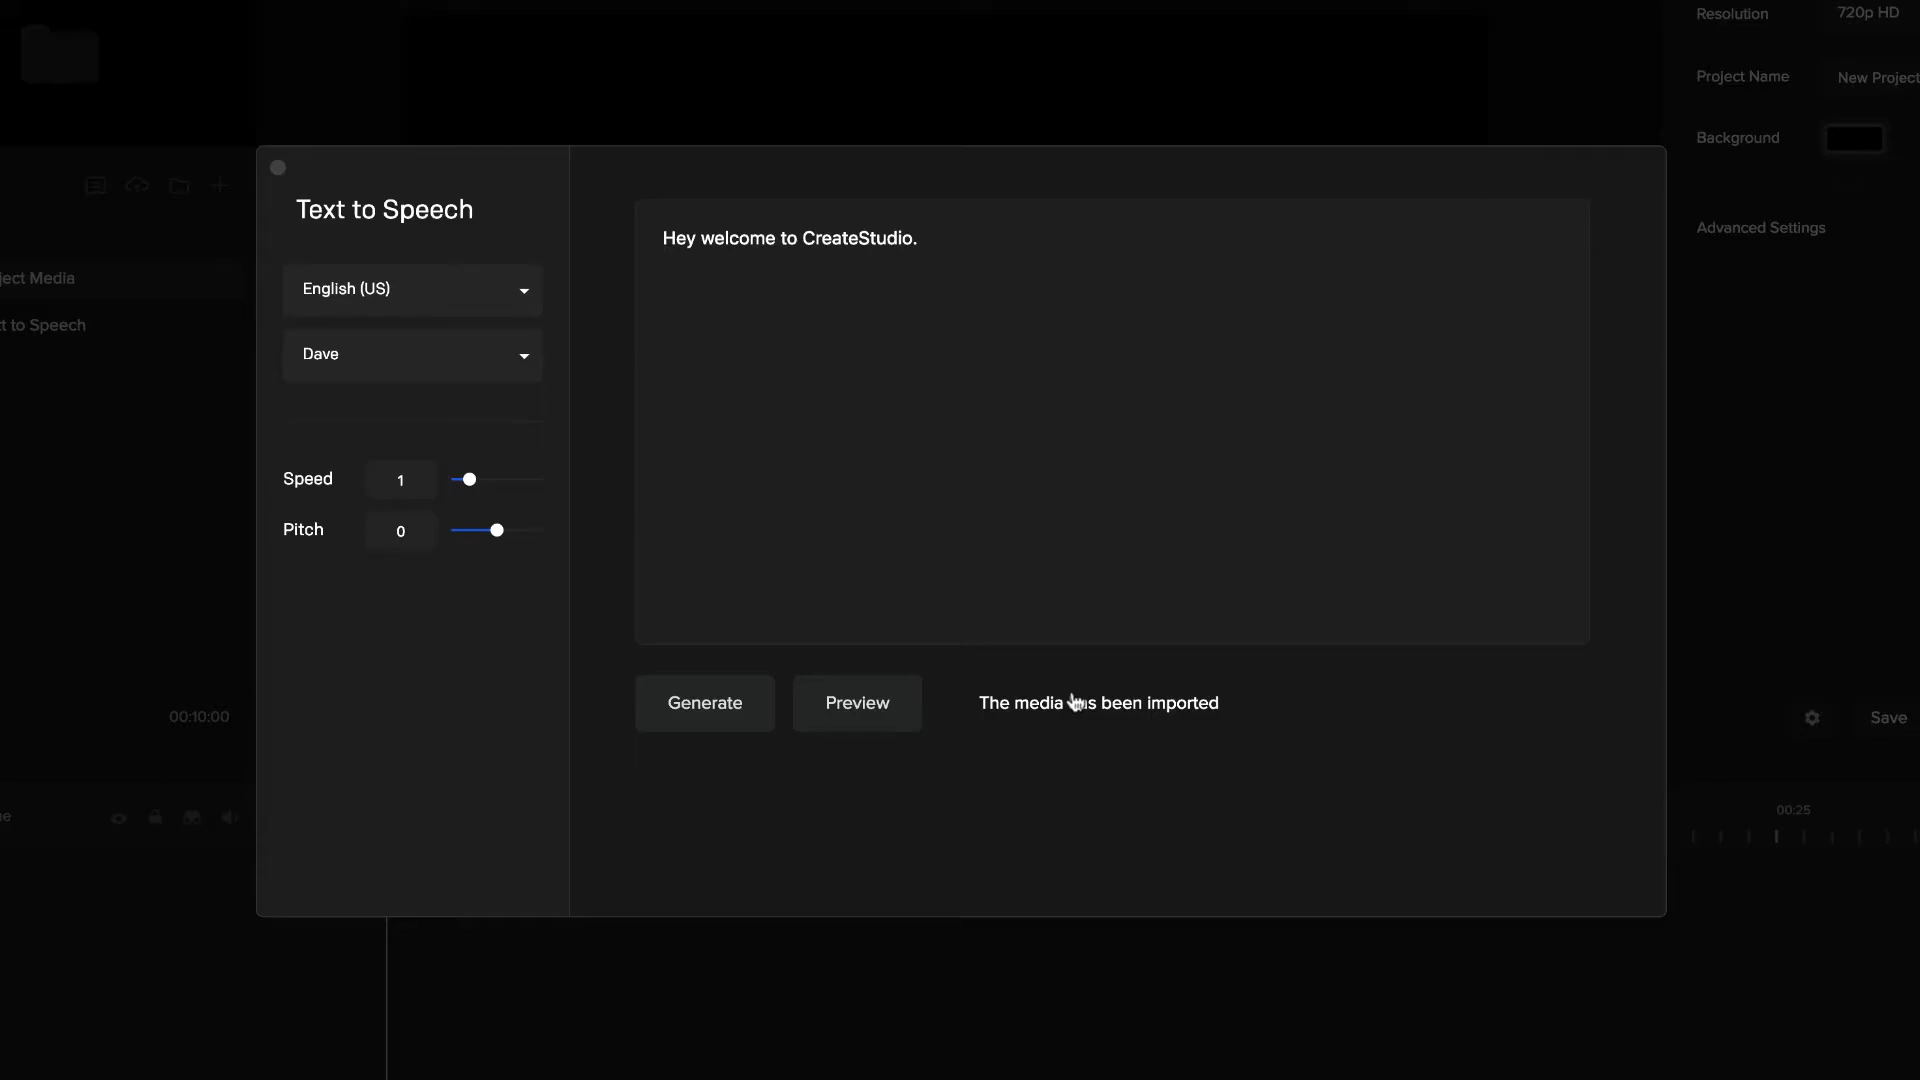 Resolution
720p HD
Project Name
New Project
Background
Advanced Settings
ject Media
t to Speech
00:10:00
Text to Speech
English (US)
Dave
Speed
1
Pitch
0
Hey welcome to CreateStudio.
Generate
Preview
The media has been imported
Save
00:25